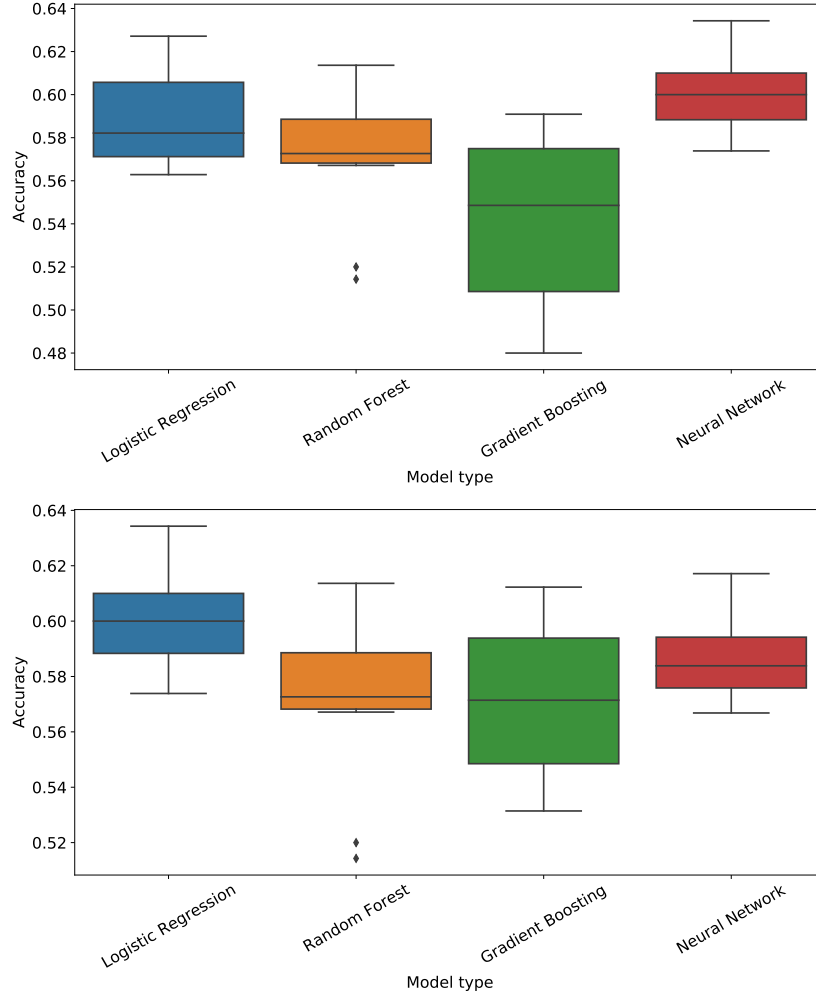 0.64
0.62
0.60
0.58
0.56
0.54
0.52
0.50
0.48
Accuracy
Logistic Regression
Random Forest
Gradient Boosting
Neural Network
Model type
0.64
0.62
0.60
0.58
0.56
0.54
0.52
Accuracy
Logistic Regression
Random Forest
Gradient Boosting
Neural Network
Model type